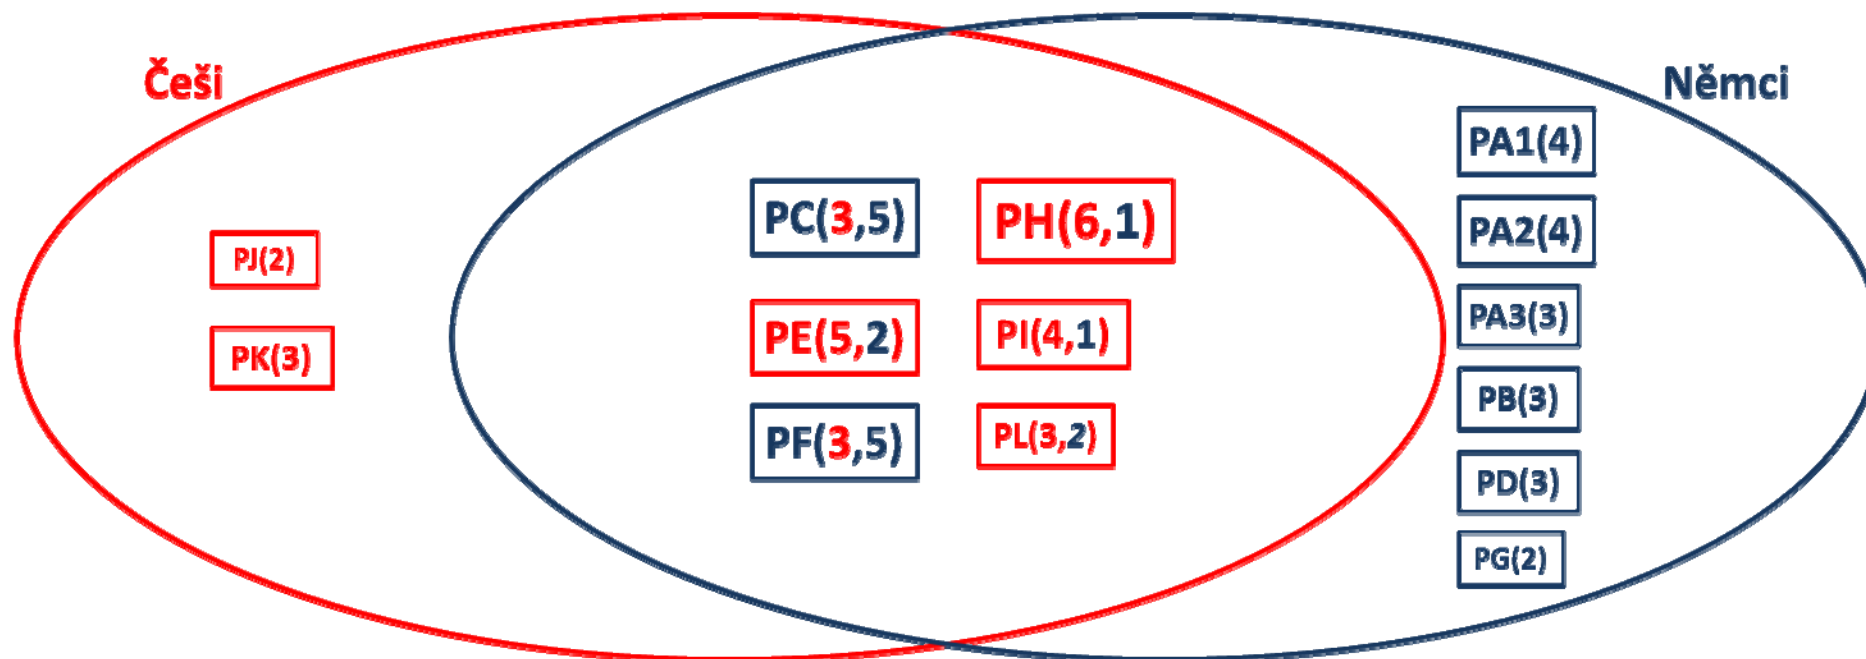 Češi
Němci
PJ(2)
PK(3)
PC(3,5)
PE(5,2)
PF(3,5)
PH(6,1)
PI(4,1)
PL(3,2)
PA1(4)
PA2(4)
PA3(3)
PB(3)
PD(3)
PG(2)